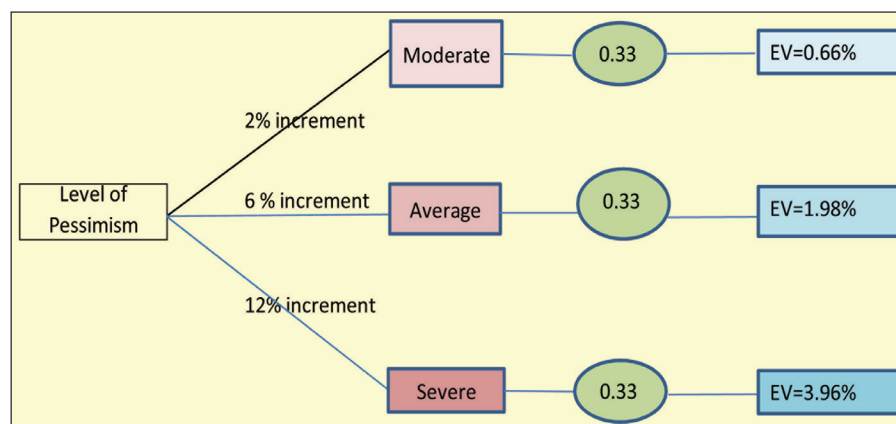 Moderate
0.33
EV=0.66%
2% increment
Level of
Pessimism
6 % increment
Average
0.33
EV=1.98%
12% increment
Severe
0.33
EV=3.96%